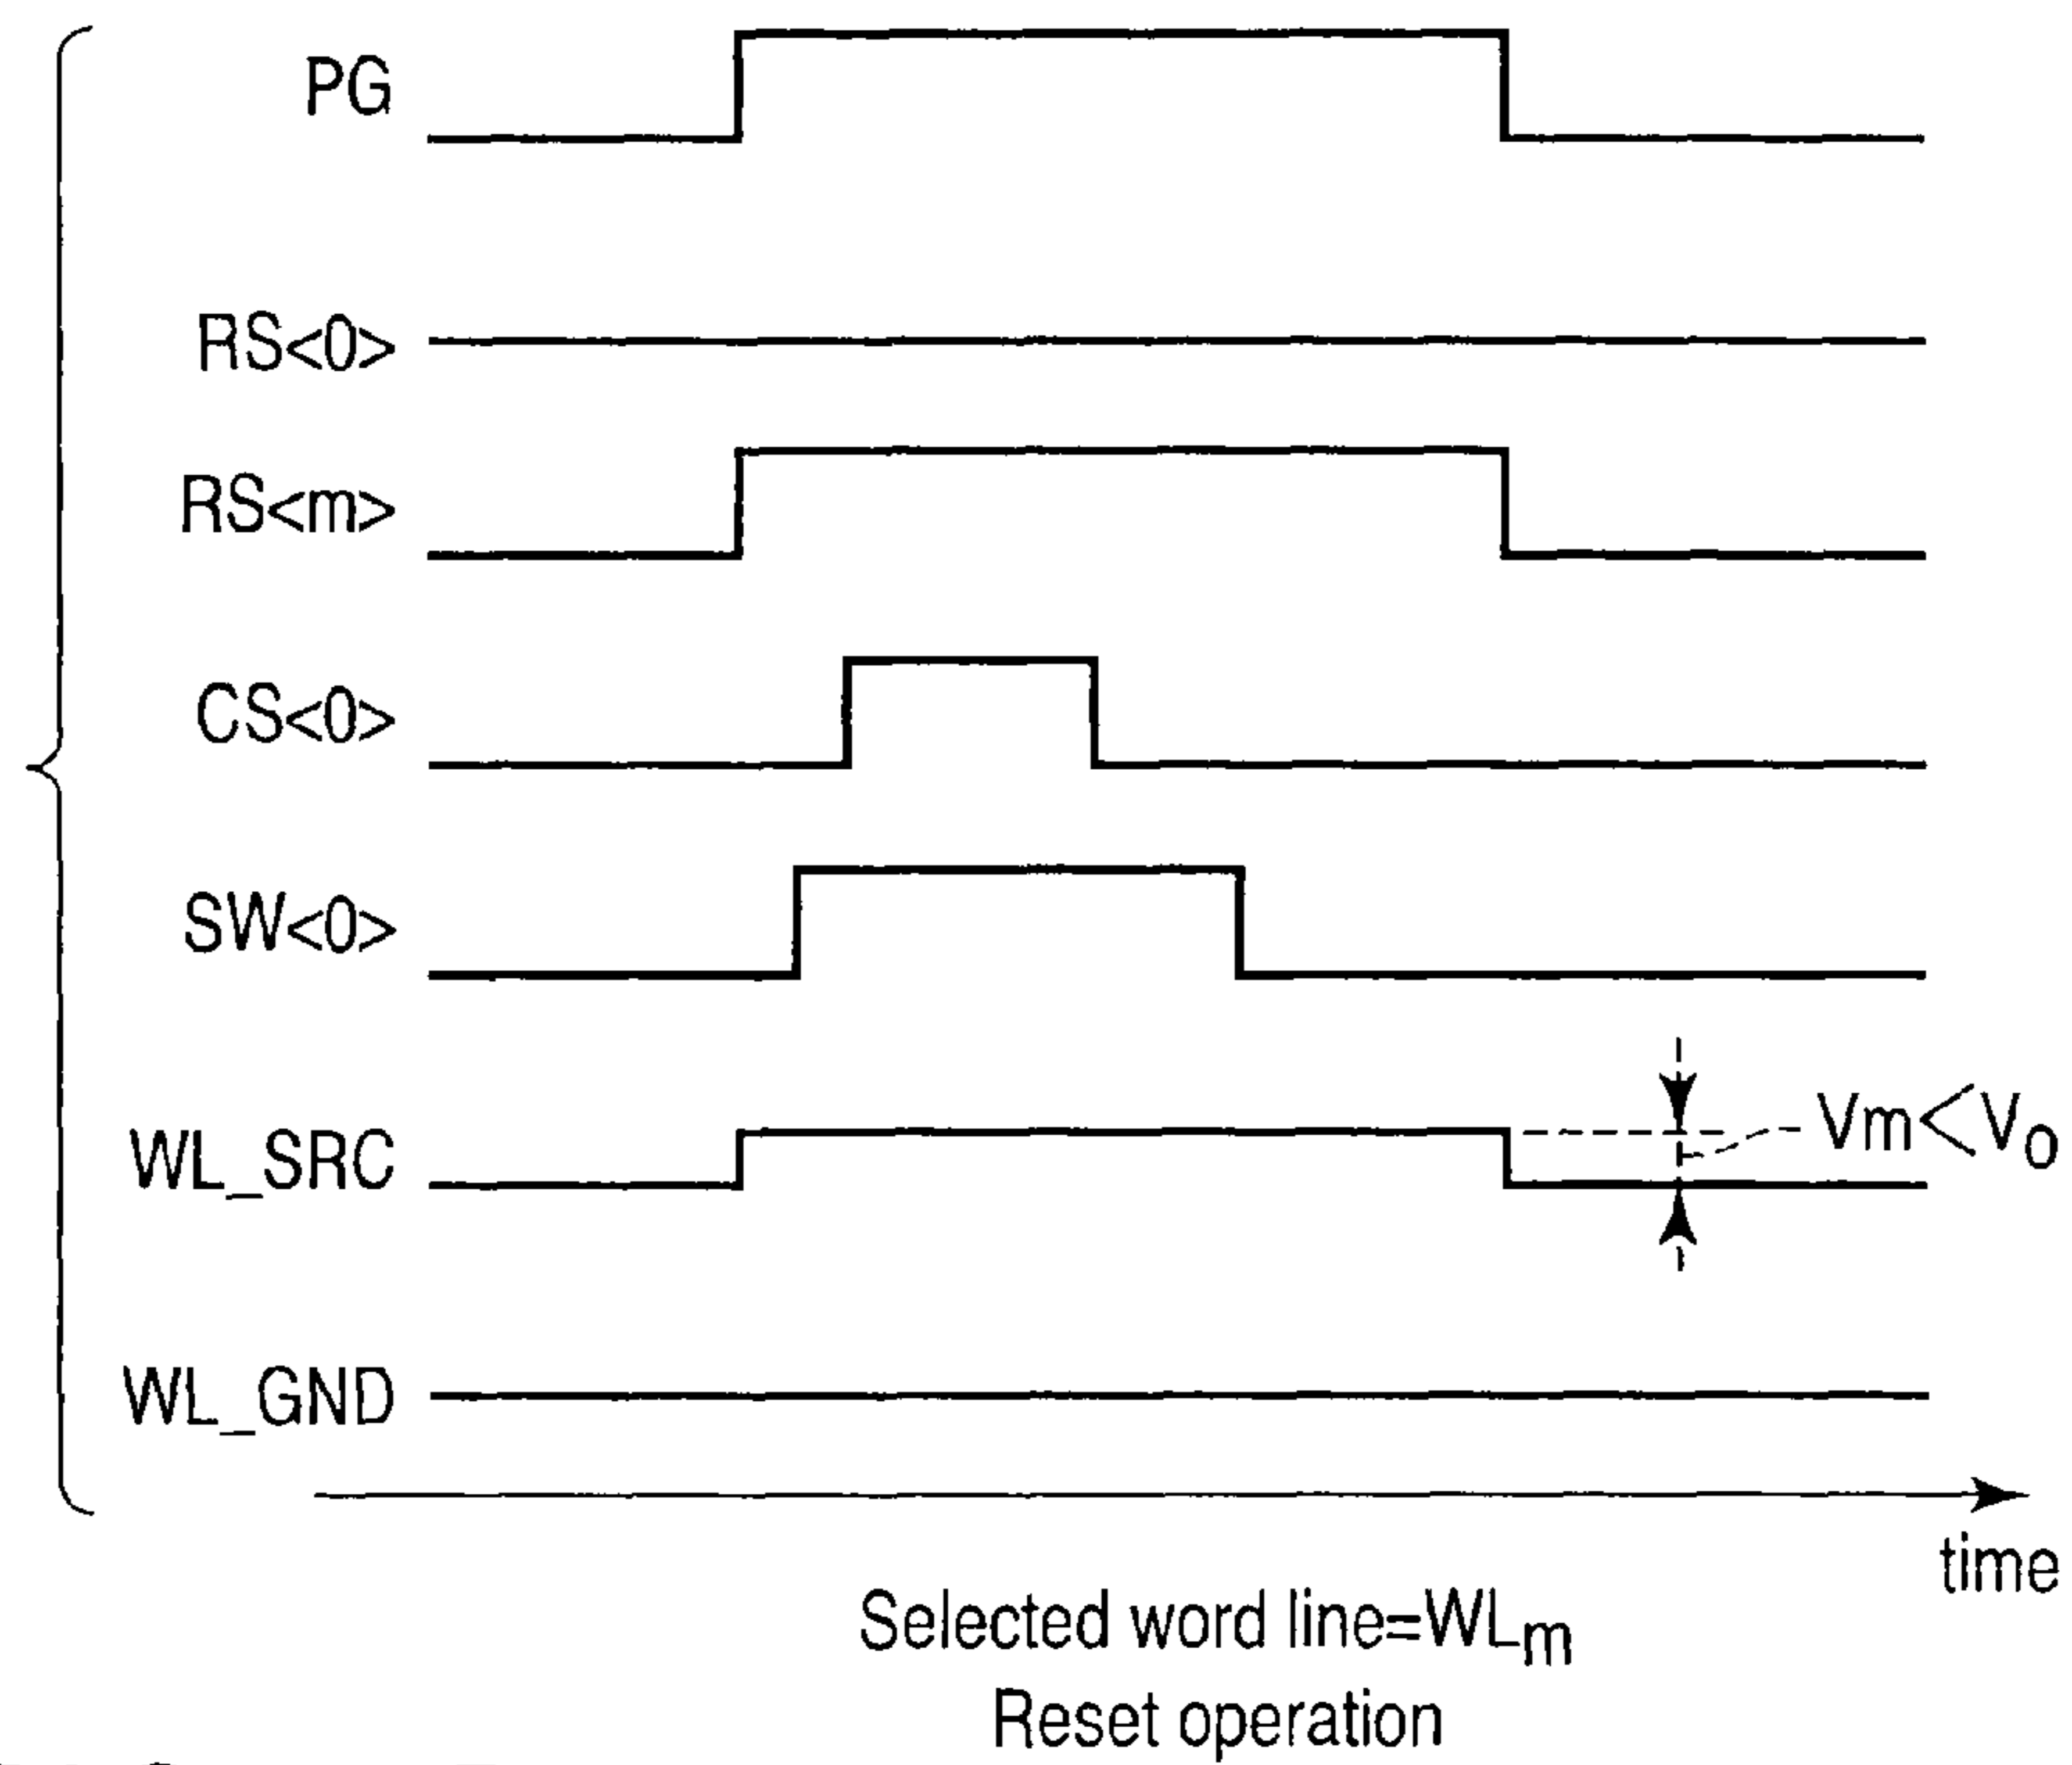 PG
RS<0>
RS<m>
CS<0>
SW<0>
WL_SRC
Vm<Vo
WL_GND
time
Selected word line=WLm
Reset operation